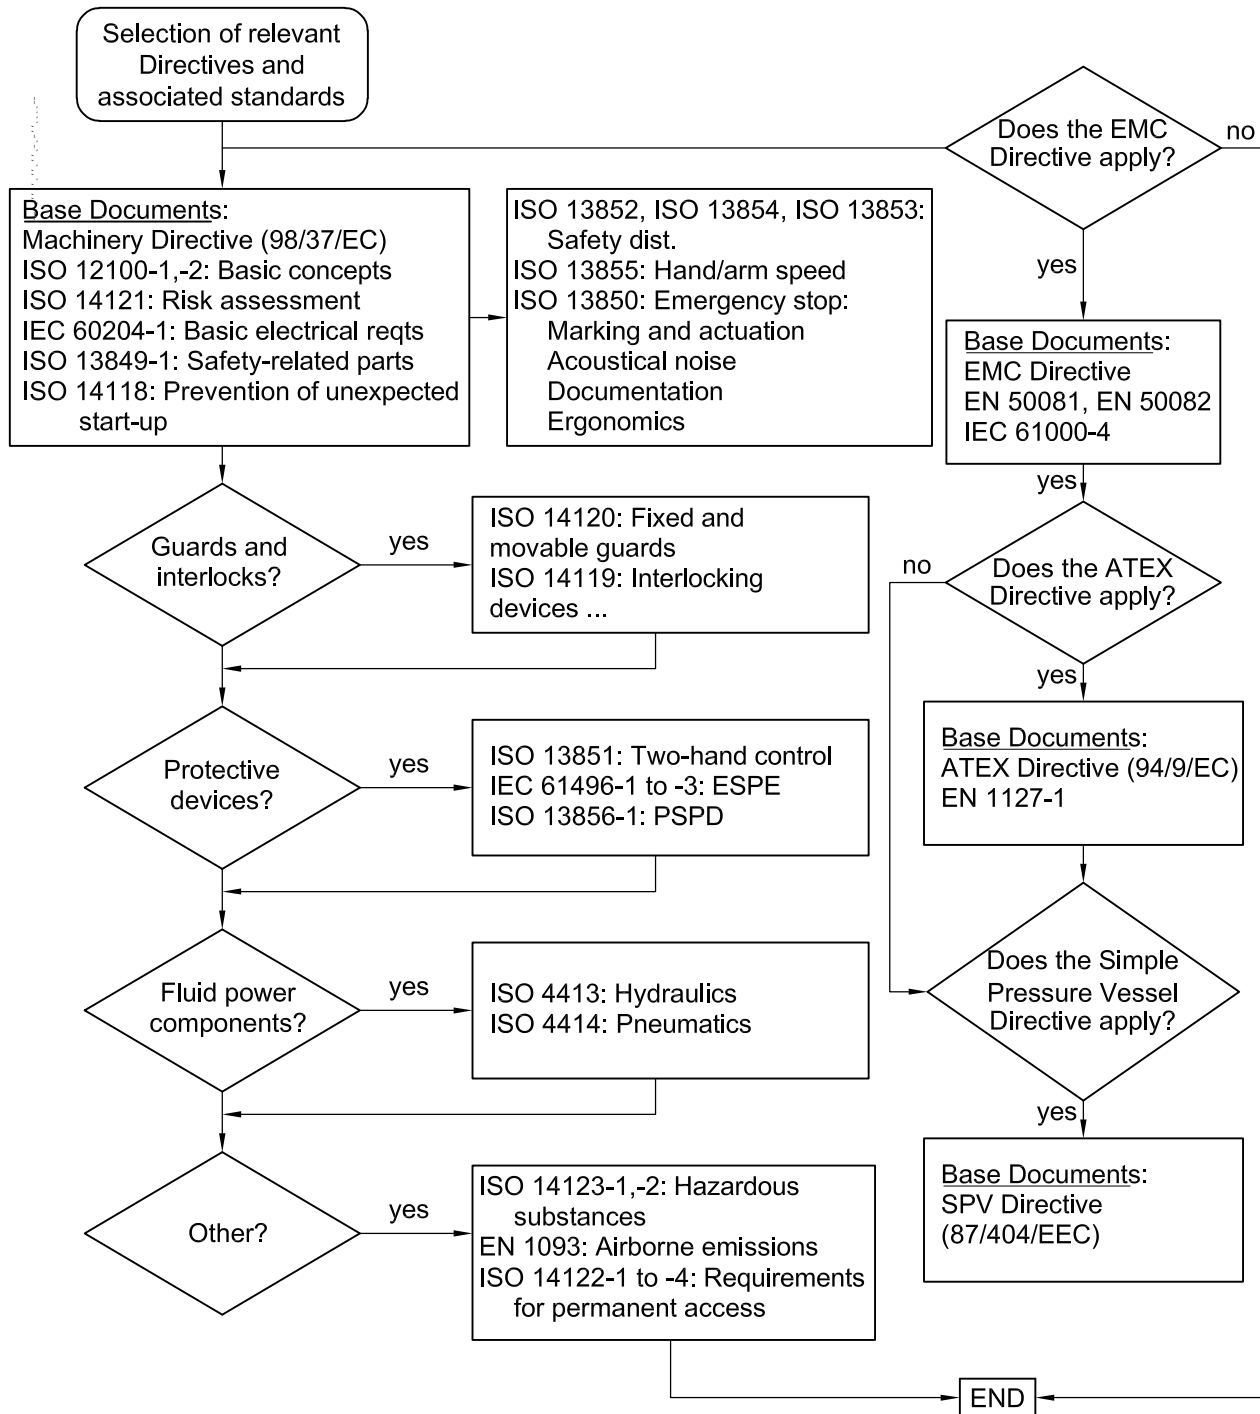 Selection of relevant
Directives and
associated standards
Does the EMC
Directive apply?
no
yes
Base Documents:
Machinery Directive (98/37/EC)
ISO 12100-1,-2: Basic concepts
ISO 14121: Risk assessment
IEC 60204-1: Basic electrical reqts
ISO 13849-1: Safety-related parts
ISO 14118: Prevention of unexpected
start-up
ISO 13852, ISO 13854, ISO 13853:
Safety dist.
ISO 13855: Hand/arm speed
ISO 13850: Emergency stop:
Marking and actuation
Acoustical noise
Documentation
Ergonomics
Base Documents:
EMC Directive
EN 50081, EN 50082
IEC 61000-4
yes
Guards and
interlocks?
yes
ISO 14120: Fixed and
movable guards
ISO 14119: Interlocking
devices ...
no
Does the ATEX
Directive apply?
yes
Protective
devices?
yes
ISO 13851: Two-hand control
IEC 61496-1 to -3: ESPE
ISO 13856-1: PSPD
Base Documents:
ATEX Directive (94/9/EC)
EN 1127-1
Fluid power
components?
yes
ISO 4413: Hydraulics
ISO 4414: Pneumatics
Does the Simple
Pressure Vessel
Directive apply?
yes
Other?
yes
ISO 14123-1,-2: Hazardous
substances
EN 1093: Airborne emissions
ISO 14122-1 to -4: Requirements
for permanent access
Base Documents:
SPV Directive
(87/404/EEC)
END